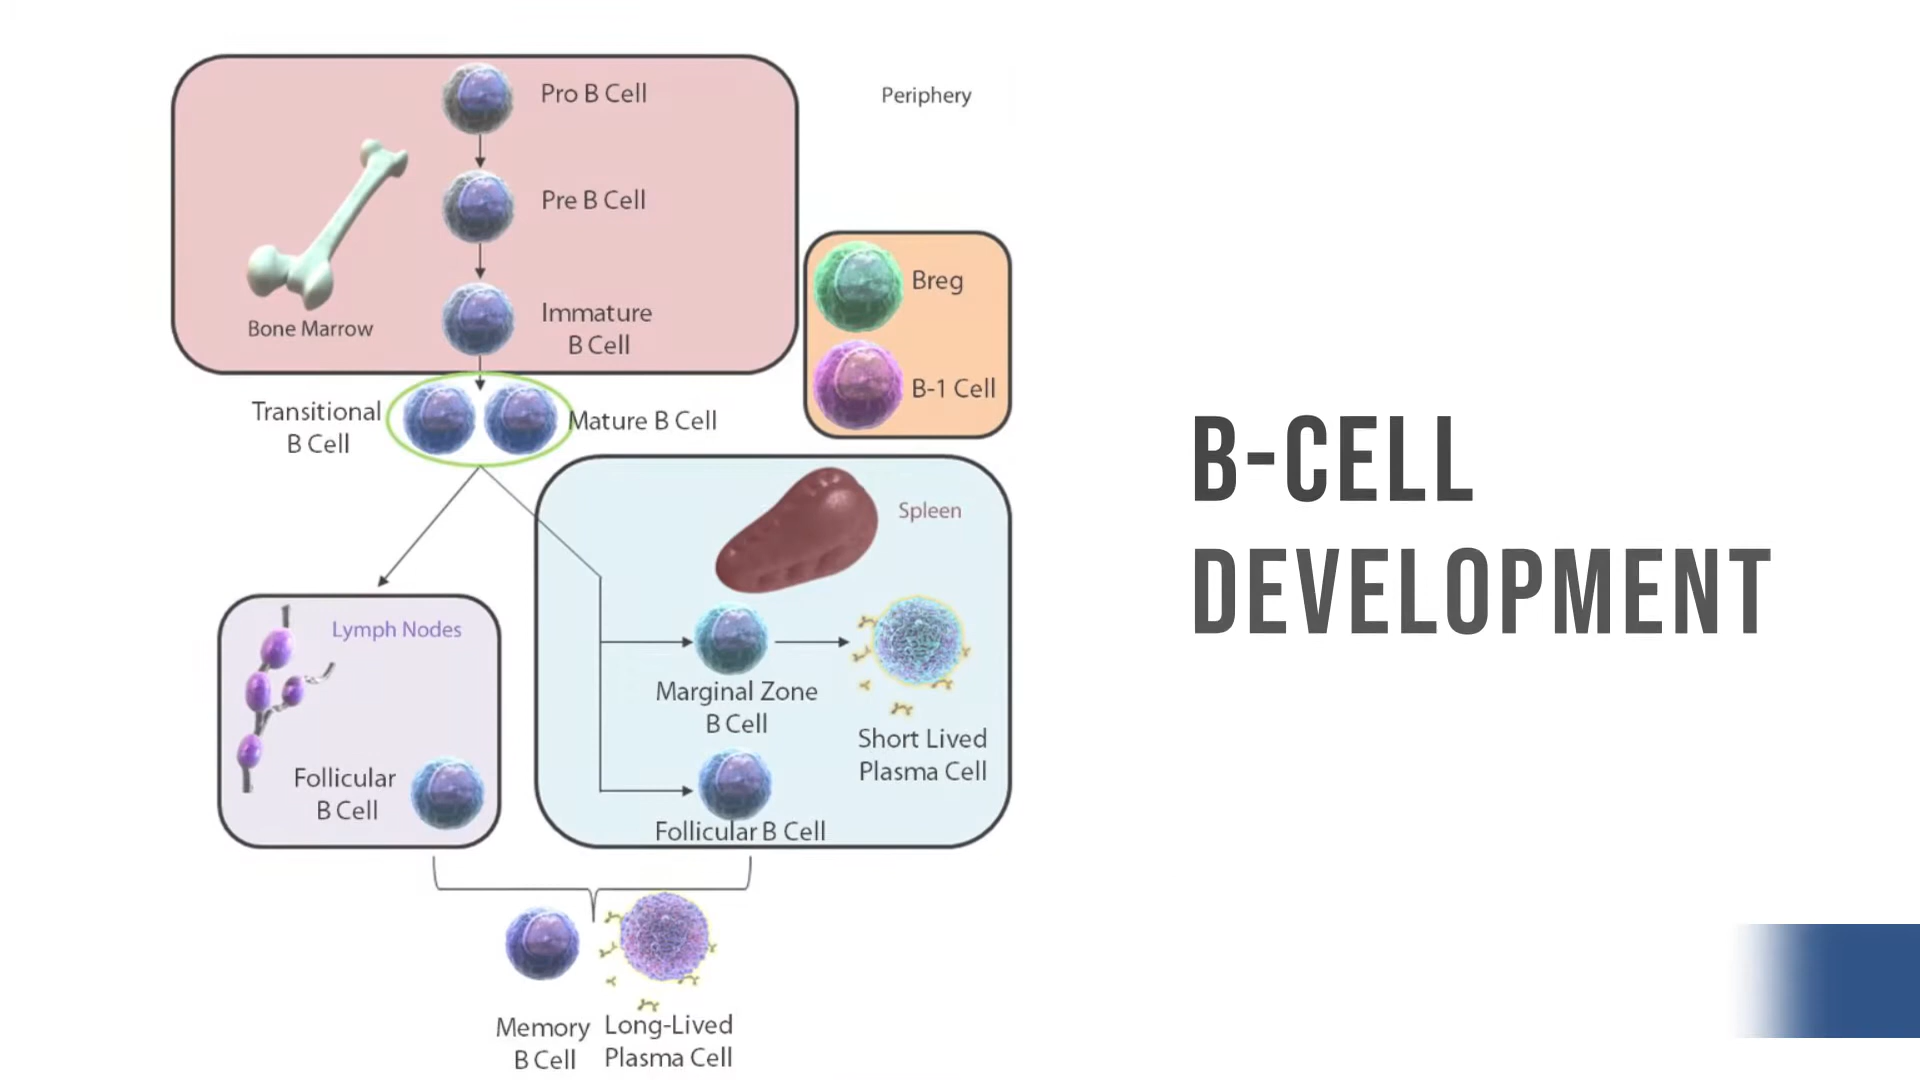 Pro B Cell
Periphery
Pre B Cell
Bone Marrow
Immature
B Cell
Breg
B-1 Cell
Transitional
B Cell
Mature B Cell
Spleen
Lymph Nodes
Marginal Zone
B Cell
Short Lived
Plasma Cell
Follicular
B Cell
Follicular B Cell
Memory
B Cell
Long-Lived
Plasma Cell
B-CELL
DEVELOPMENT